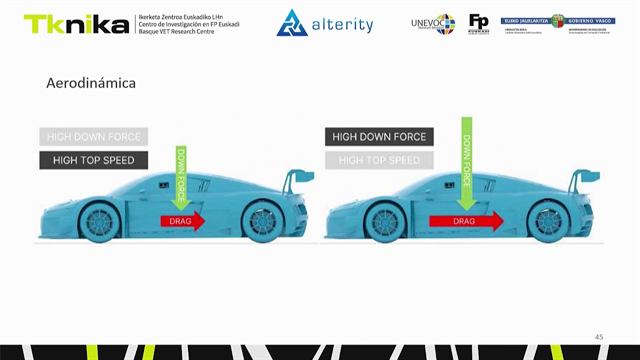 Tknika
Ikerketa Zentroa Euskadiko LHn
Centro de Investigación en FP Euskadi
Basque VET Research Centre
alterity
UNEVOC
Fp
EUSKADI
EUSKO JAURLARITZA
GOBIERNO VASCO
Aerodinámica
HIGH DOWN FORCE
HIGH TOP SPEED
DOWN FORCE
DRAG
HIGH DOWN FORCE
HIGH TOP SPEED
DOWN FORCE
DRAG
45